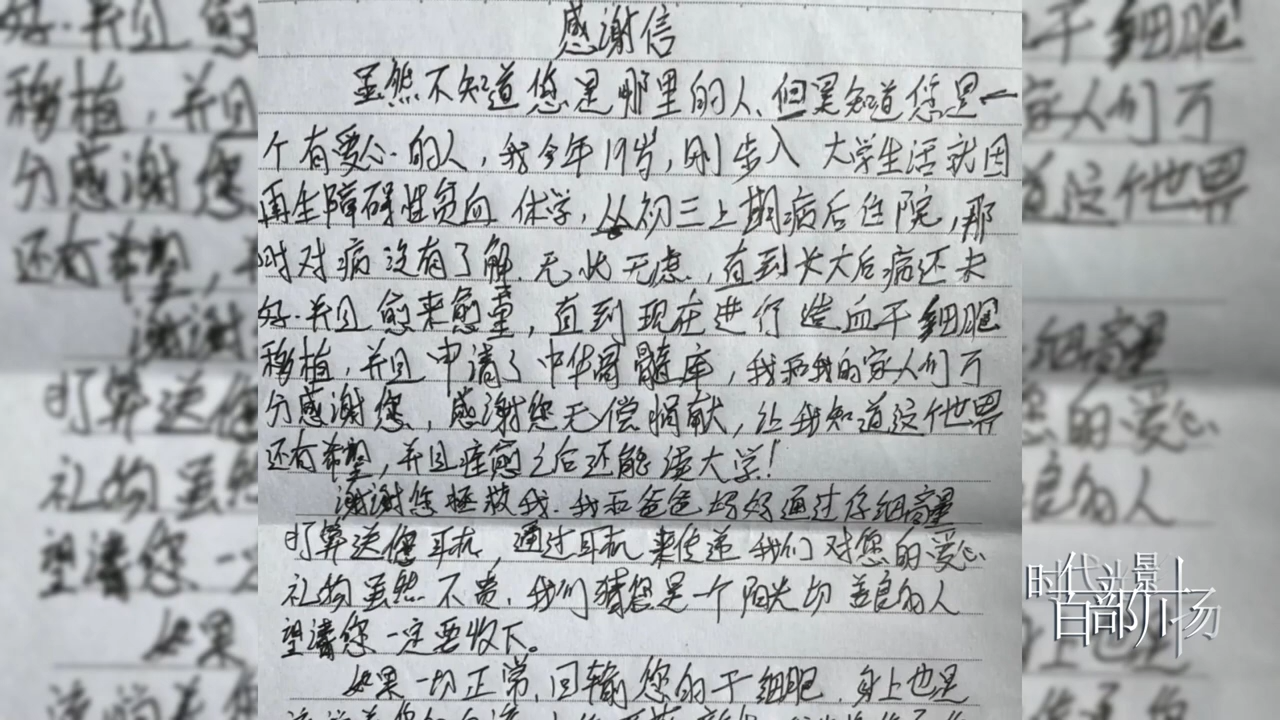 感谢信
虽然不知道您是哪里的人,但是知道您是一
个有爱心的人,我今年19岁,刚步入 大学生活就因
再生障碍性贫血 休学,从初三上期病后住院,那
时对病没有了解.无忧无虑,直到长大后病还未
好.并且愈来愈重,直到现在进行造血干细胞
移植,并且申请了中华骨髓库,我和我的家人们万
分感谢您,感谢您无偿捐献,让我知道这个世界
还有希望,并且痊愈之后还能读大学!
谢谢您拯救我.我和爸爸妈妈通过仔细商量
打算送您耳机,通过耳机来传递我们对您的爱心
礼物虽然不贵,我们猜您是一个阳光切善良的人
望请您一定要收下。
如果一切正常,回输您的干细胞,身上也是
时代光影
百部川扬